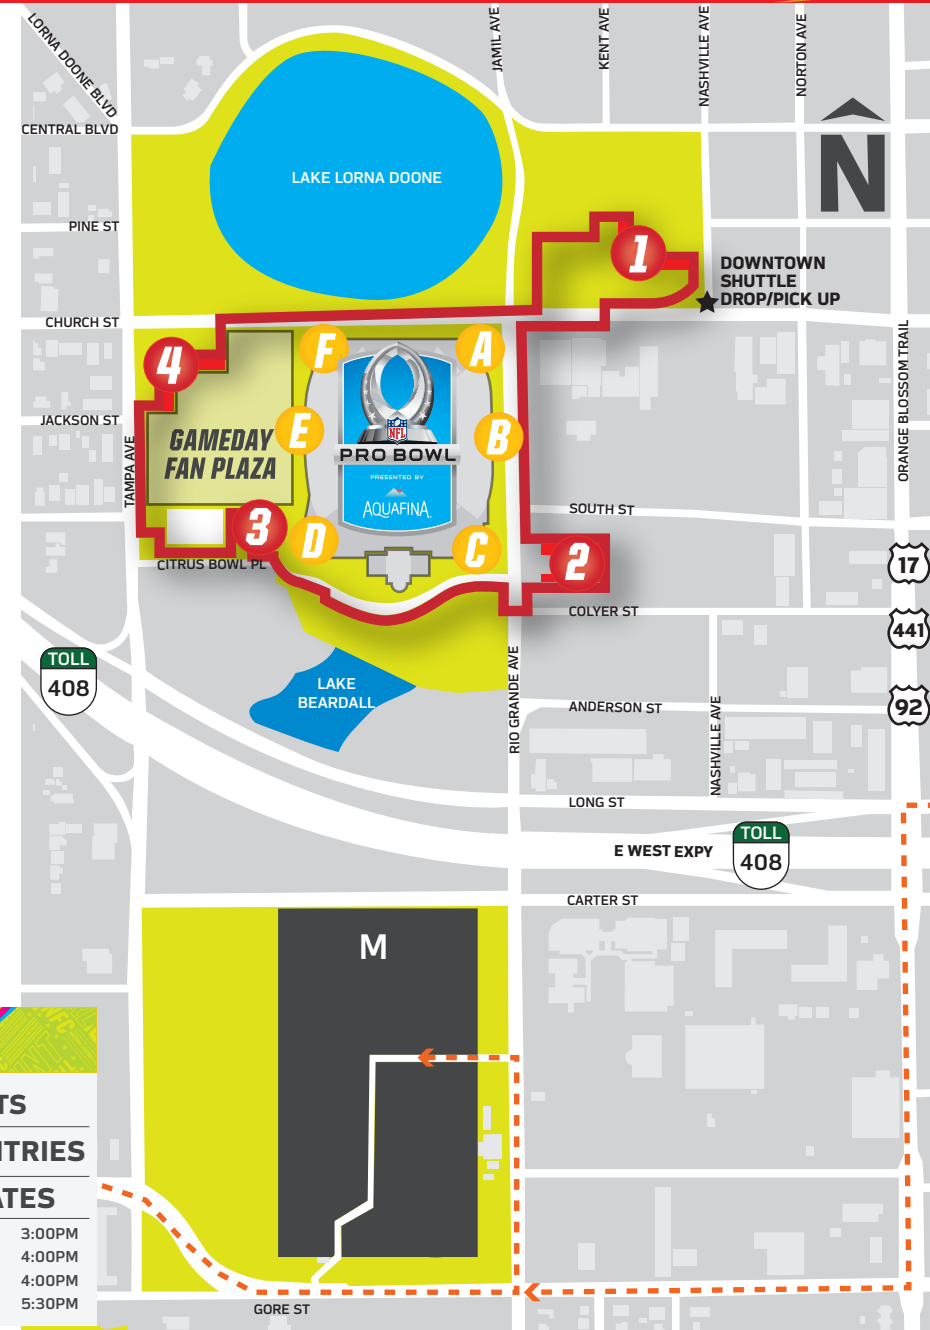 LORNA DOONE BLVD
JAMIL AVE
KENT AVE
NASHVILLE AVE
NORTON AVE
CENTRAL BLVD
N
LAKE LORNA DOONE
PINE ST
1
DOWNTOWN
SHUTTLE
DROP/PICK UP
CHURCH ST
4
F
A
ORANGE BLOSSOM TRAIL
JACKSON ST
TAMPA AVE
GAMEDAY
FAN PLAZA
E
B
NFL
PRO BOWL
PRESENTED BY
AQUAFINA
SOUTH ST
3
D
C
2
CITRUS BOWL PL
17
COLYER ST
441
TOLL
408
LAKE
BEARDALL
RIO GRANDE AVE
ANDERSON ST
NASHVILLE AVE
92
LONG ST
E WEST EXPY
TOLL
408
CARTER ST
M
TS
NTRIES
ATES
3:00PM
4:00PM
4:00PM
5:30PM
GORE ST